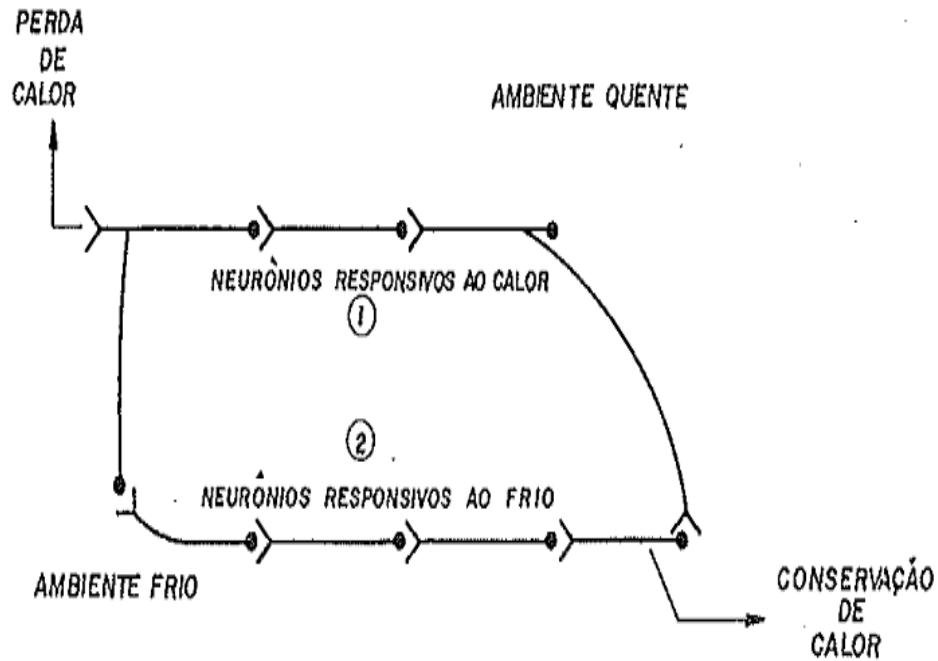 PERDA
DE
CALOR
AMBIENTE QUENTE
NEURÔNIOS RESPONSIVOS AO CALOR
1
2
NEURÔNIOS RESPONSIVOS AO FRIO
AMBIENTE FRIO
CONSERVAÇÃO
DE
CALOR